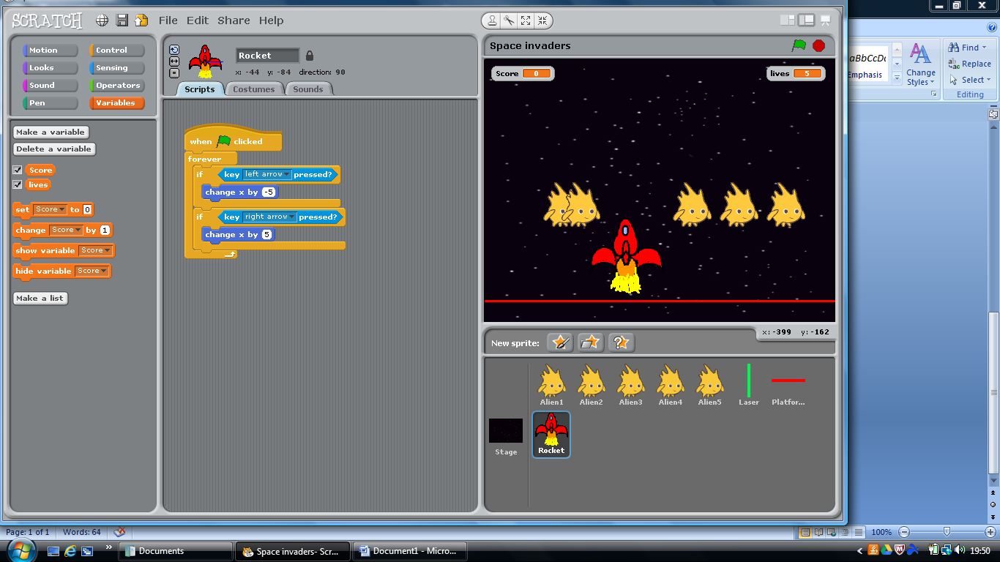 SCRATCH File Edit Share Help
Motion Control
Looks Sensing
Sound Operators
Pen Variables
Make a variable
Delete a variable
Score
lives
set Score to 0
change Score by 1
show variable Score
hide variable Score
Make a list
Rocket
x: -44 y: -84 direction: 90
Scripts Costumes Sounds
when clicked
forever
if key left arrow pressed?
change x by -5
if key right arrow pressed?
change x by 5
Space invaders
Score 0 lives 5
x: -399 y: -162
New sprite:
Alien1 Alien2 Alien3 Alien4 Alien5 Laser Platfor...
Stage
Rocket
aBbCcD
Emphasis
Change
Styles
Find
Replace
Select
Editing
Page: 1 of 1 Words: 64 100%
Documents Space invaders- Scr... Document1 - Micro... 19:50